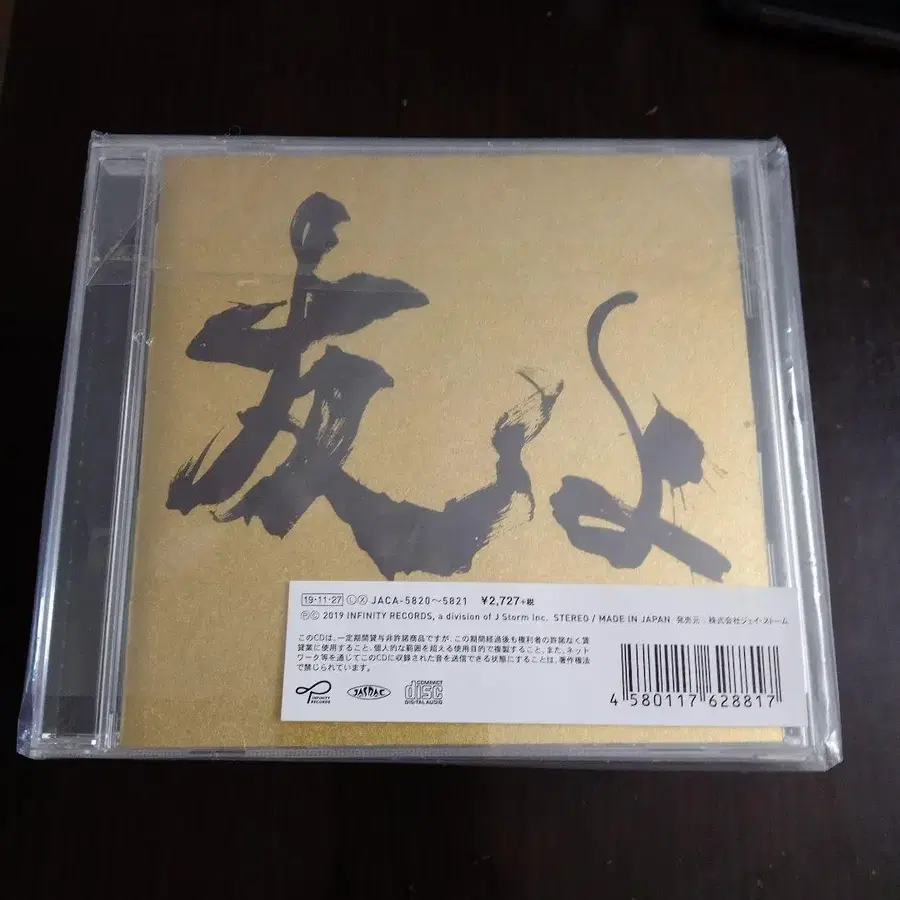 友よ
19・11・27 Ⓛ Ⓧ JACA-5820～5821 ¥2,727+税
ⓅⒸ 2019 INFINITY RECORDS, a division of J Storm Inc. STEREO / MADE IN JAPAN 発売元：株式会社ジェイ・ストーム
このCDは、一定期間貸与非許諾商品ですが、この期間経過後も権利者の許諾なく賃
貸業に使用すること、個人的な範囲を超える使用目的で複製すること、また、ネット
ワーク等を通じてこのCDに収録された音を送信できる状態にすることは、著作権法
で禁じられています。
INFINITY RECORDS
JASRAC
COMPACT disc DIGITAL AUDIO
4 580117 628817